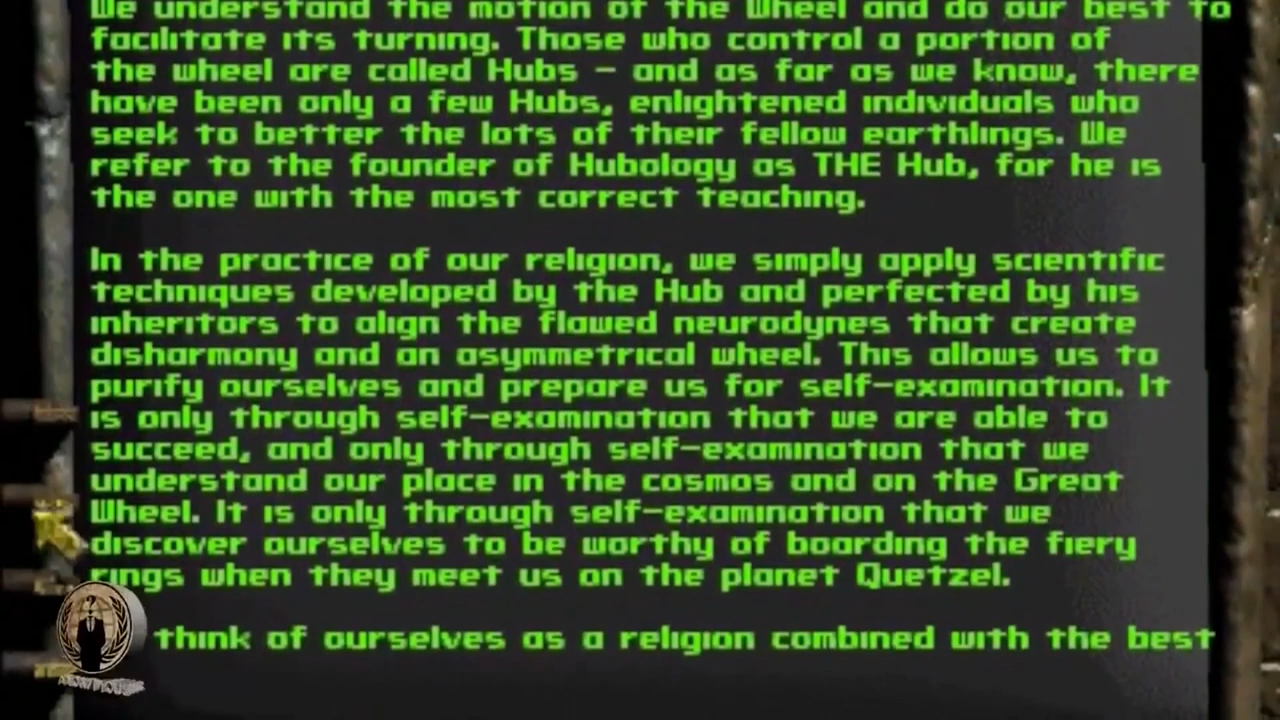 We understand the motion of the Wheel and do our best to
facilitate its turning. Those who control a portion of
the wheel are called Hubs - and as far as we know, there
have been only a few Hubs, enlightened individuals who
seek to better the lots of their fellow earthlings. We
refer to the founder of Hubology as THE Hub, for he is
the one with the most correct teaching.
In the practice of our religion, we simply apply scientific
techniques developed by the Hub and perfected by his
inheritors to align the flawed neurodynes that create
disharmony and an asymmetrical wheel. This allows us to
purify ourselves and prepare us for self-examination. It
is only through self-examination that we are able to
succeed, and only through self-examination that we
understand our place in the cosmos and on the Great
Wheel. It is only through self-examination that we
discover ourselves to be worthy of boarding the fiery
rings when they meet us on the planet Quetzel.
think of ourselves as a religion combined with the best